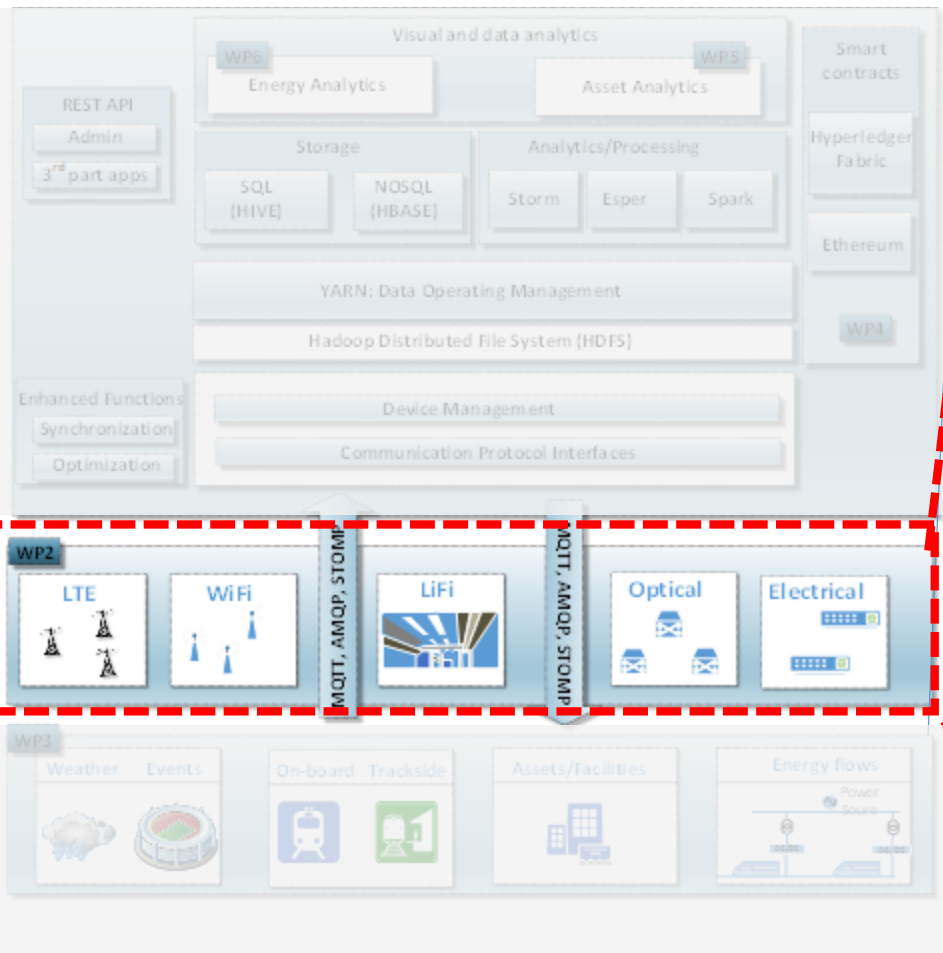 Visual and data analytics
WP6
WP5
Energy Analytics
Asset Analytics
Smart
contracts
Hyperledger
Fabric
Ethereum
WP4
REST API
Admin
3rd part apps
Storage
SQL
(HIVE)
NOSQL
(HBASE)
Analytics/Processing
Storm
Esper
Spark
YARN: Data Operating Management
Hadoop Distributed File System (HDFS)
Enhanced Functions
Synchronization
Optimization
Device Management
Communication Protocol Interfaces
MQTT, AMQP, STOMP
MQTT, AMQP, STOMP
WP2
LTE
WiFi
LiFi
Optical
Electrical
WP3
Weather
Events
On-board
Trackside
Assets/Facilities
Energy flows
Power
Sourc